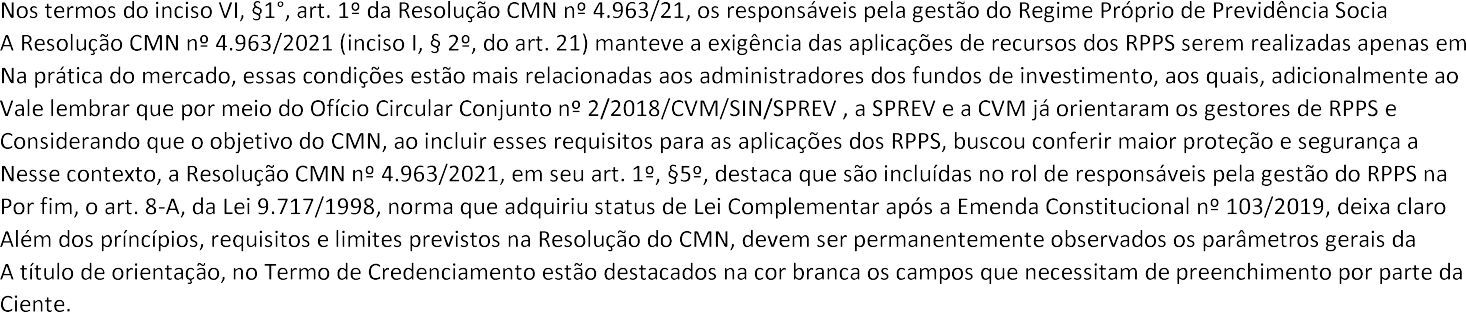 Nos termos do inciso VI, §1°, art. 1º da Resolução CMN nº 4.963/21, os responsáveis pela gestão do Regime Próprio de Previdência Socia
A Resolução CMN nº 4.963/2021 (inciso I, § 2º, do art. 21) manteve a exigência das aplicações de recursos dos RPPS serem realizadas apenas em
Na prática do mercado, essas condições estão mais relacionadas aos administradores dos fundos de investimento, aos quais, adicionalmente ao
Vale lembrar que por meio do Ofício Circular Conjunto nº 2/2018/CVM/SIN/SPREV , a SPREV e a CVM já orientaram os gestores de RPPS e
Considerando que o objetivo do CMN, ao incluir esses requisitos para as aplicações dos RPPS, buscou conferir maior proteção e segurança a
Nesse contexto, a Resolução CMN nº 4.963/2021, em seu art. 1º, §5º, destaca que são incluídas no rol de responsáveis pela gestão do RPPS na
Por fim, o art. 8-A, da Lei 9.717/1998, norma que adquiriu status de Lei Complementar após a Emenda Constitucional nº 103/2019, deixa claro
Além dos príncípios, requisitos e limites previstos na Resolução do CMN, devem ser permanentemente observados os parâmetros gerais da
A título de orientação, no Termo de Credenciamento estão destacados na cor branca os campos que necessitam de preenchimento por parte da
Ciente.